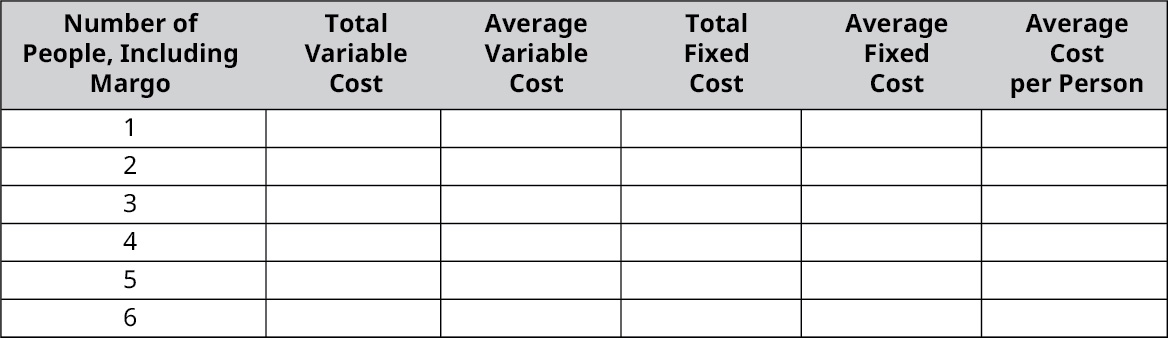 Number of People, Including Margo
Total Variable Cost
Average Variable Cost
Total Fixed Cost
Average Fixed Cost
Average Cost per Person
1
2
3
4
5
6